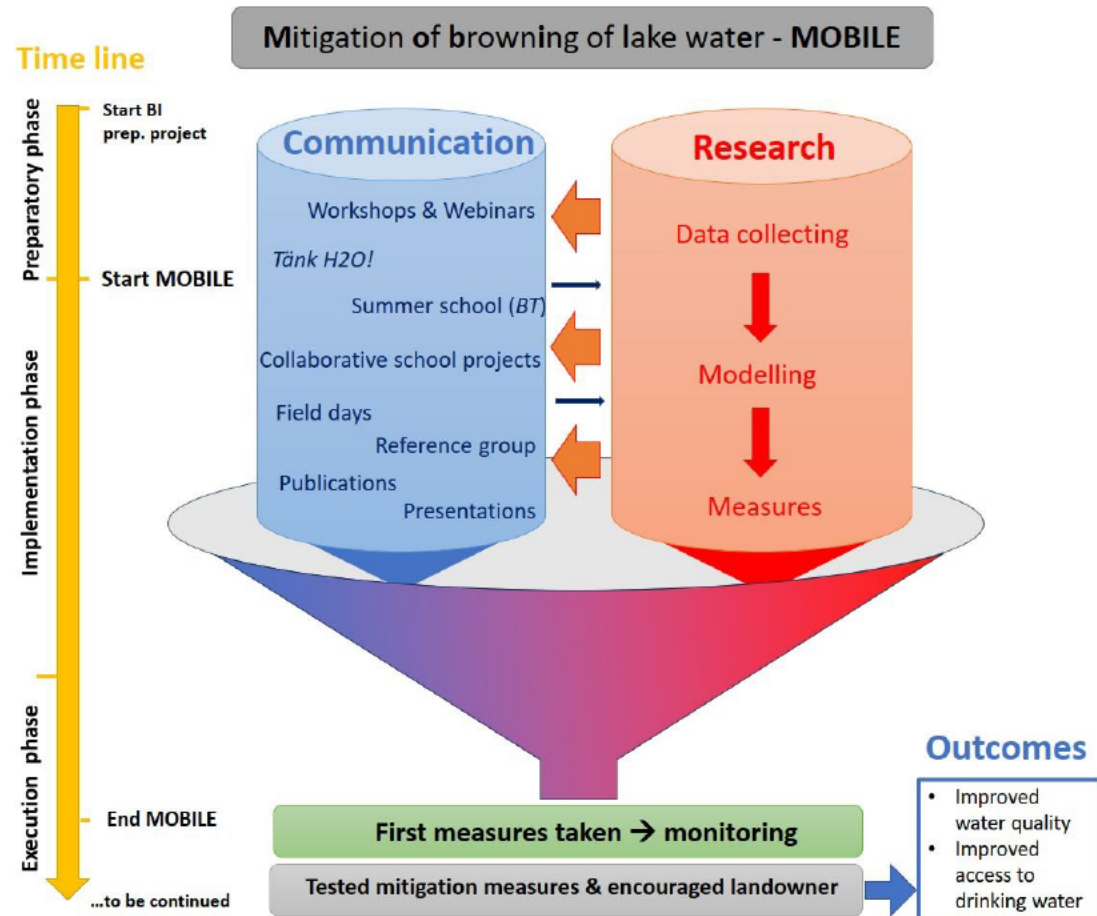 Mitigation of browning of lake water - MOBILE
Time line
Preparatory phase
Implementation phase
Execution phase
Start BI
prep. project
Start MOBILE
End MOBILE
...to be continued
Communication
Workshops & Webinars
Tänk H2O!
Summer school (BT)
Collaborative school projects
Field days
Reference group
Publications
Presentations
Research
Data collecting
Modelling
Measures
First measures taken → monitoring
Tested mitigation measures & encouraged landowner
Outcomes
• Improved
water quality
• Improved
access to
drinking water